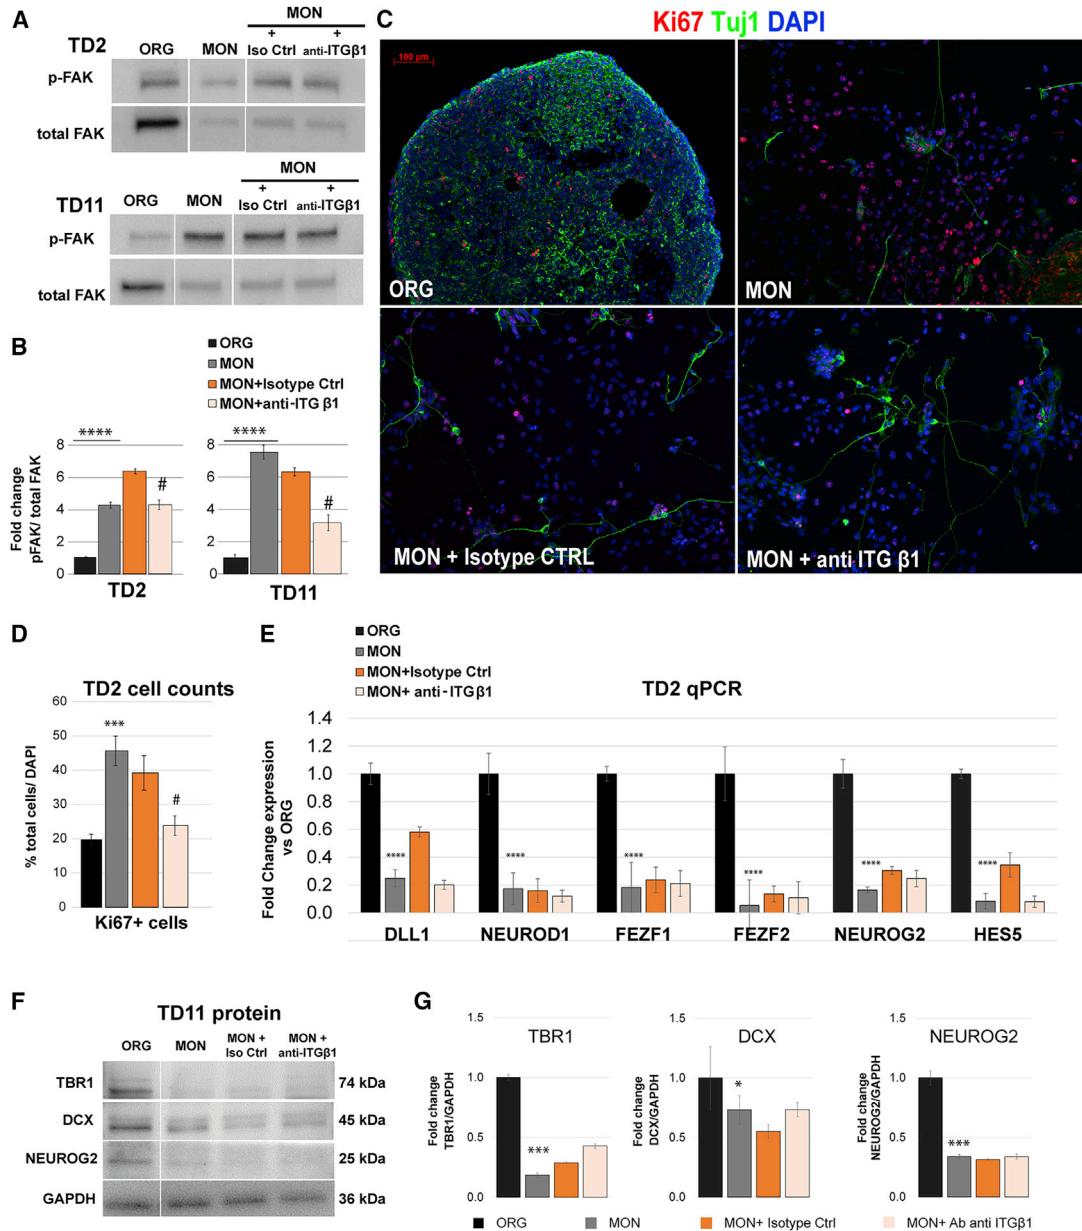 A
MON
TD2
ORG
MON
+
Iso Ctrl
+
anti-ITGβ1
p-FAK
total FAK
MON
TD11
ORG
MON
+
Iso Ctrl
+
anti-ITGβ1
p-FAK
total FAK
B
ORG
MON
MON+Isotype Ctrl
MON+anti-ITG β1
Fold change
pFAK/ total FAK
****
8
6
4
2
0
#
TD2
****
8
6
4
2
0
#
TD11
C
Ki67 Tuj1 DAPI
100 µm
ORG
MON
MON + Isotype CTRL
MON + anti ITG β1
D
TD2 cell counts
% total cells/ DAPI
60
50
40
30
20
10
0
***
#
Ki67+ cells
E
ORG
MON
MON+Isotype Ctrl
MON+ anti-ITGβ1
TD2 qPCR
Fold Change expression
vs ORG
1.4
1.2
1.0
0.8
0.6
0.4
0.2
0.0
**** **** **** **** **** ****
DLL1 NEUROD1 FEZF1 FEZF2 NEUROG2 HES5
F
TD11 protein
ORG
MON
MON +
Iso Ctrl
MON +
anti-ITGβ1
TBR1 74 kDa
DCX 45 kDa
NEUROG2 25 kDa
GAPDH 36 kDa
G
TBR1
Fold change
TBR1/GAPDH
1.5
1.0
0.5
0.0
***
DCX
Fold change
DCX/GAPDH
1.5
1.0
0.5
0.0
*
NEUROG2
Fold change
NEUROG2/GAPDH
1.5
1.0
0.5
0.0
***
ORG
MON
MON+ Isotype Ctrl
MON+ Ab anti ITGβ1